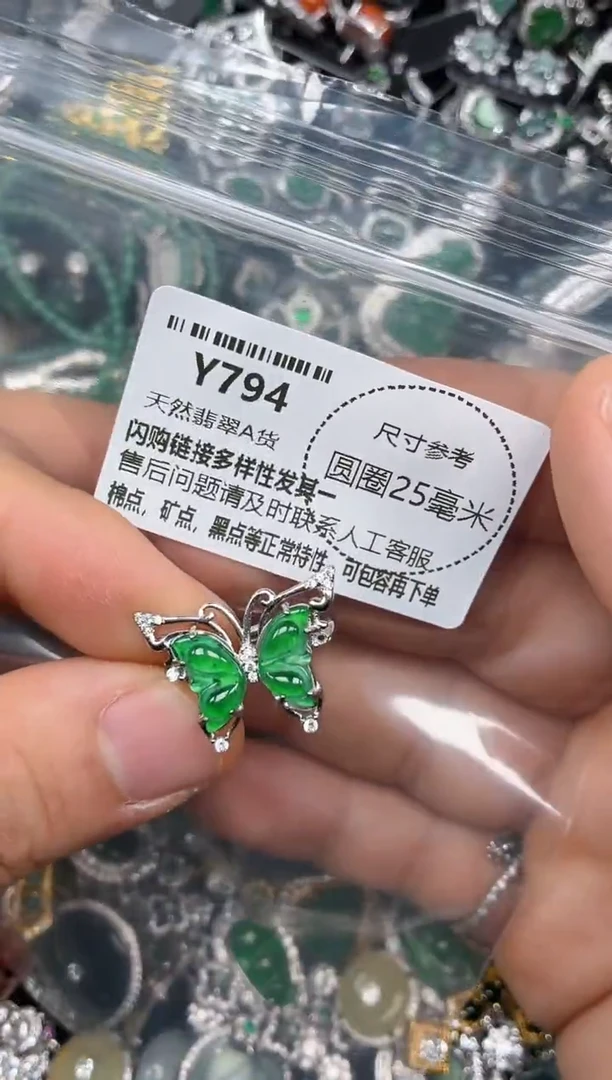 Y794
天然翡翠A货
闪购链接多样性发其一
售后问题请及时联系人工客服
棉点，矿点，黑点等正常特性，可包容再下单
尺寸参考
圆圈25毫米